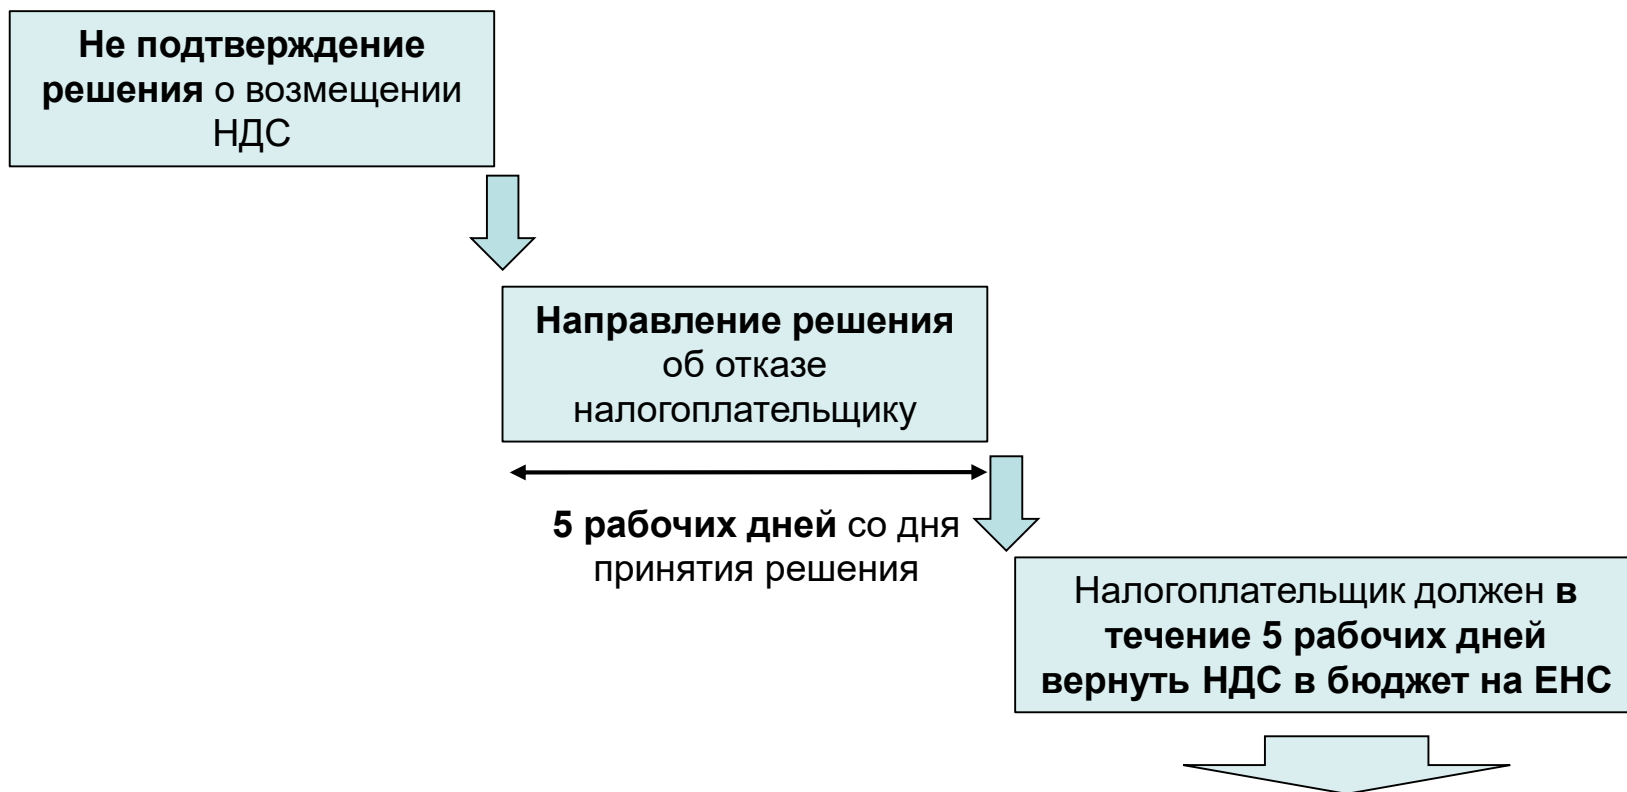 Не подтверждение
решения о возмещении
НДС
Направление решения
об отказе
налогоплательщику
5 рабочих дней со дня
принятия решения
Налогоплательщик должен в
течение 5 рабочих дней
вернуть НДС в бюджет на ЕНС